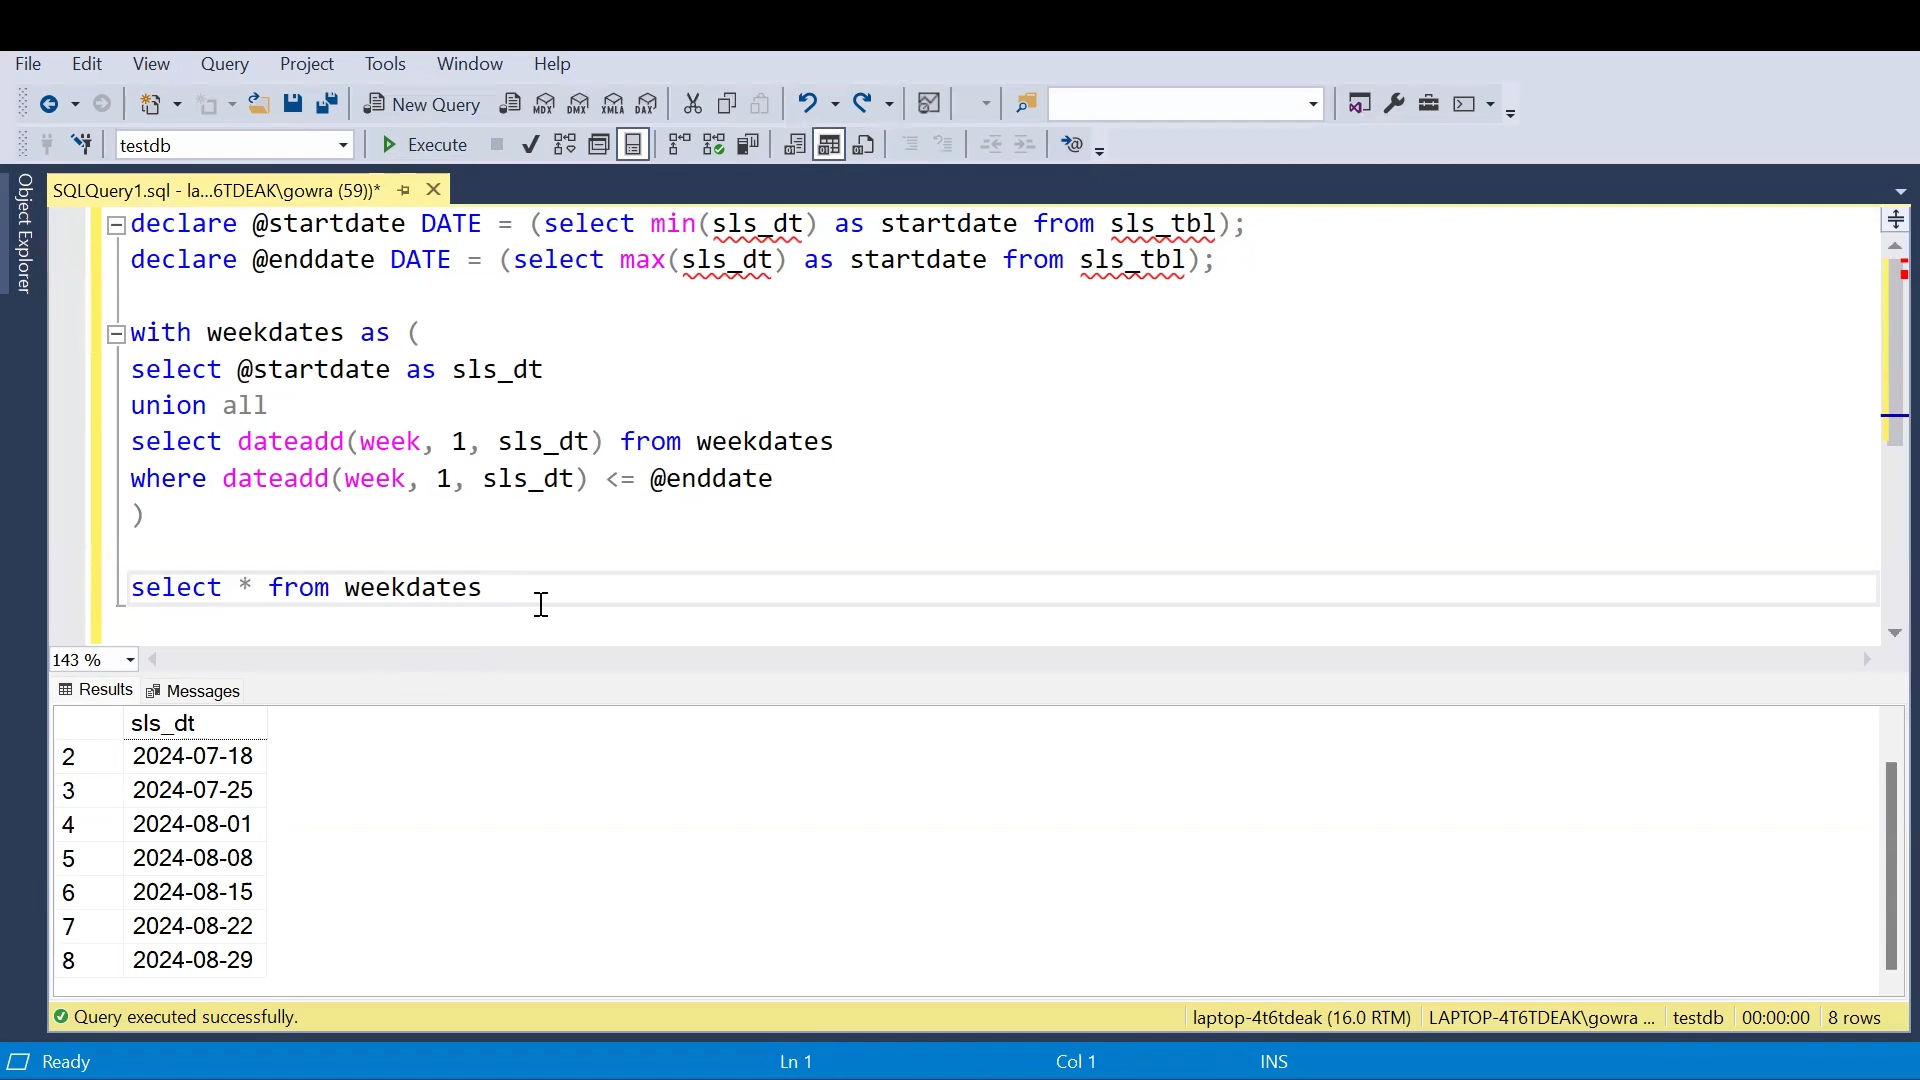 File Edit View Query Project Tools Window Help
New Query MDX DMX XMLA DAX
testdb Execute
Object Explorer
SQLQuery1.sql - la...6TDEAK\gowra (59))*
declare @startdate DATE = (select min(sls_dt) as startdate from sls_tbl);
declare @enddate DATE = (select max(sls_dt) as startdate from sls_tbl);
with weekdates as (
select @startdate as sls_dt
union all
select dateadd(week, 1, sls_dt) from weekdates
where dateadd(week, 1, sls_dt) <= @enddate
)
select * from weekdates
143 %
Results Messages
sls_dt
2 2024-07-18
3 2024-07-25
4 2024-08-01
5 2024-08-08
6 2024-08-15
7 2024-08-22
8 2024-08-29
Query executed successfully. laptop-4t6tdeak (16.0 RTM) LAPTOP-4T6TDEAK\gowra ... testdb 00:00:00 8 rows
Ready Ln 1 Col 1 INS